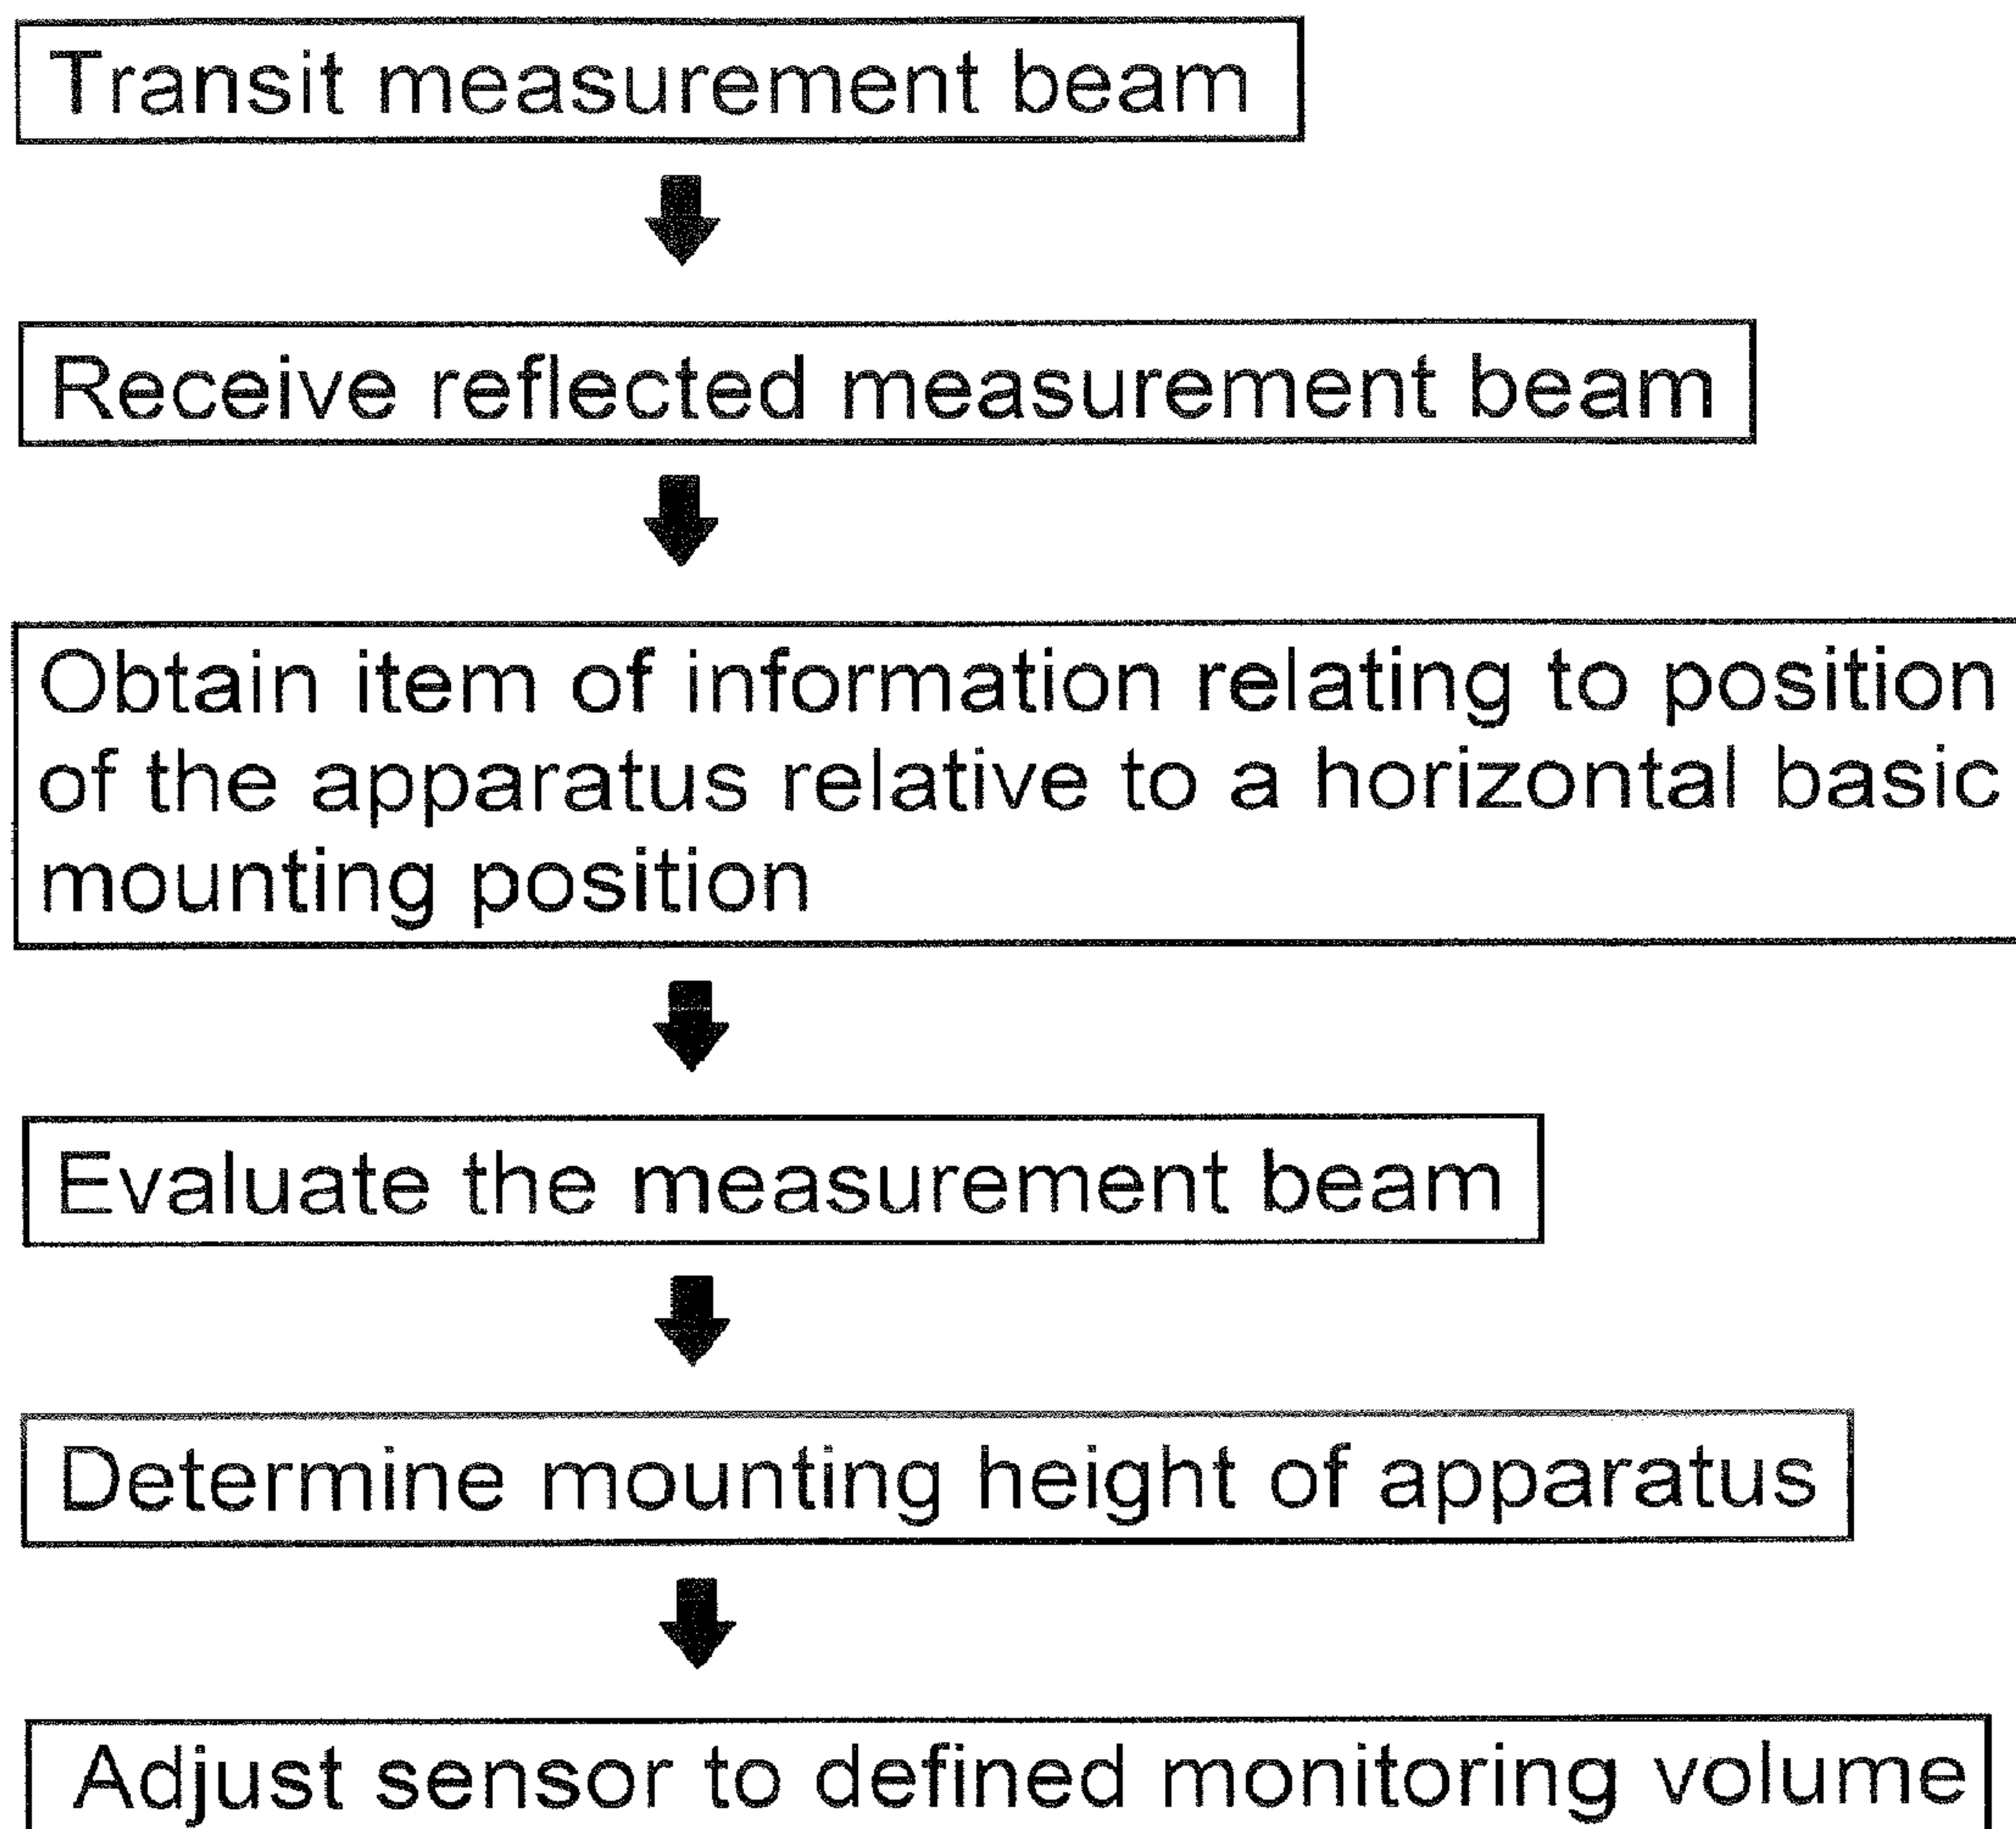 Transit measurement beam
Receive reflected measurement beam
Obtain item of information relating to position
of the apparatus relative to a horizontal basic
mounting position
Evaluate the measurement beam
Determine mounting height of apparatus
Adjust sensor to defined monitoring volume